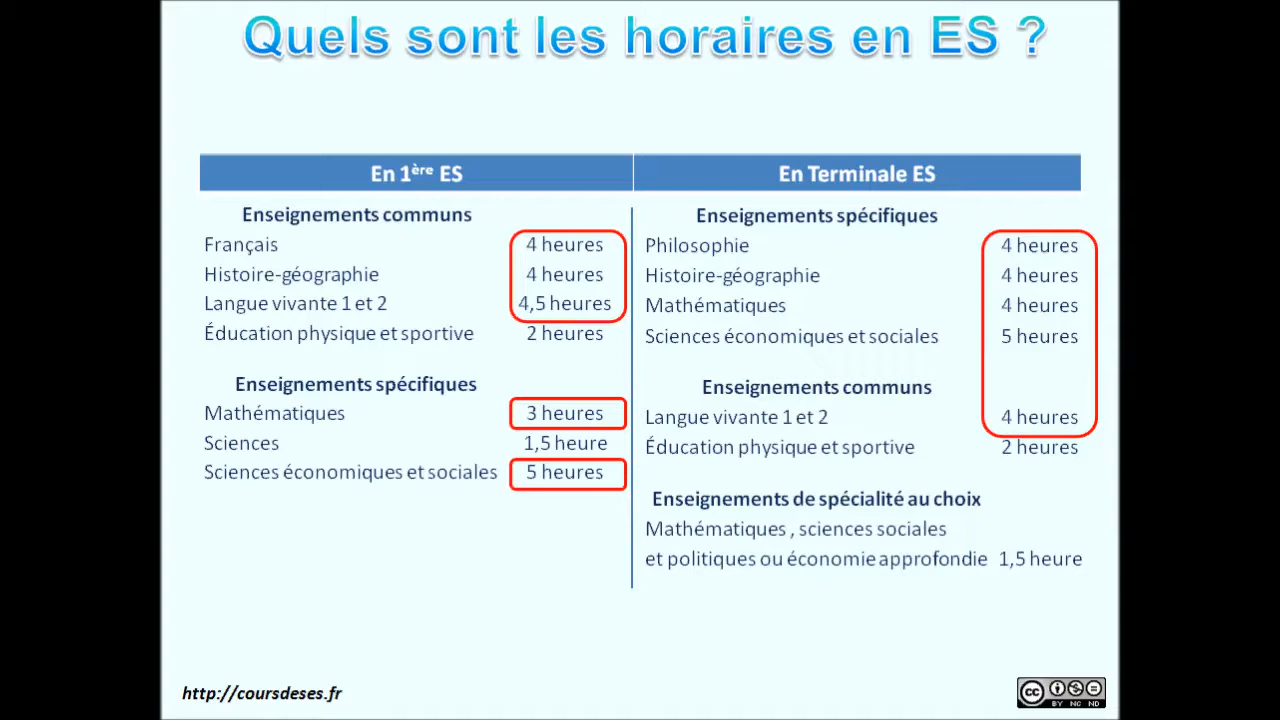 Quels sont les horaires en ES ?
En 1ère ES
Enseignements communs
Français 4 heures
Histoire-géographie 4 heures
Langue vivante 1 et 2 4,5 heures
Éducation physique et sportive 2 heures
Enseignements spécifiques
Mathématiques 3 heures
Sciences 1,5 heure
Sciences économiques et sociales 5 heures
En Terminale ES
Enseignements spécifiques
Philosophie 4 heures
Histoire-géographie 4 heures
Mathématiques 4 heures
Sciences économiques et sociales 5 heures
Enseignements communs
Langue vivante 1 et 2 4 heures
Éducation physique et sportive 2 heures
Enseignements de spécialité au choix
Mathématiques , sciences sociales
et politiques ou économie approfondie 1,5 heure
http://coursdeses.fr
cc
BY NC ND